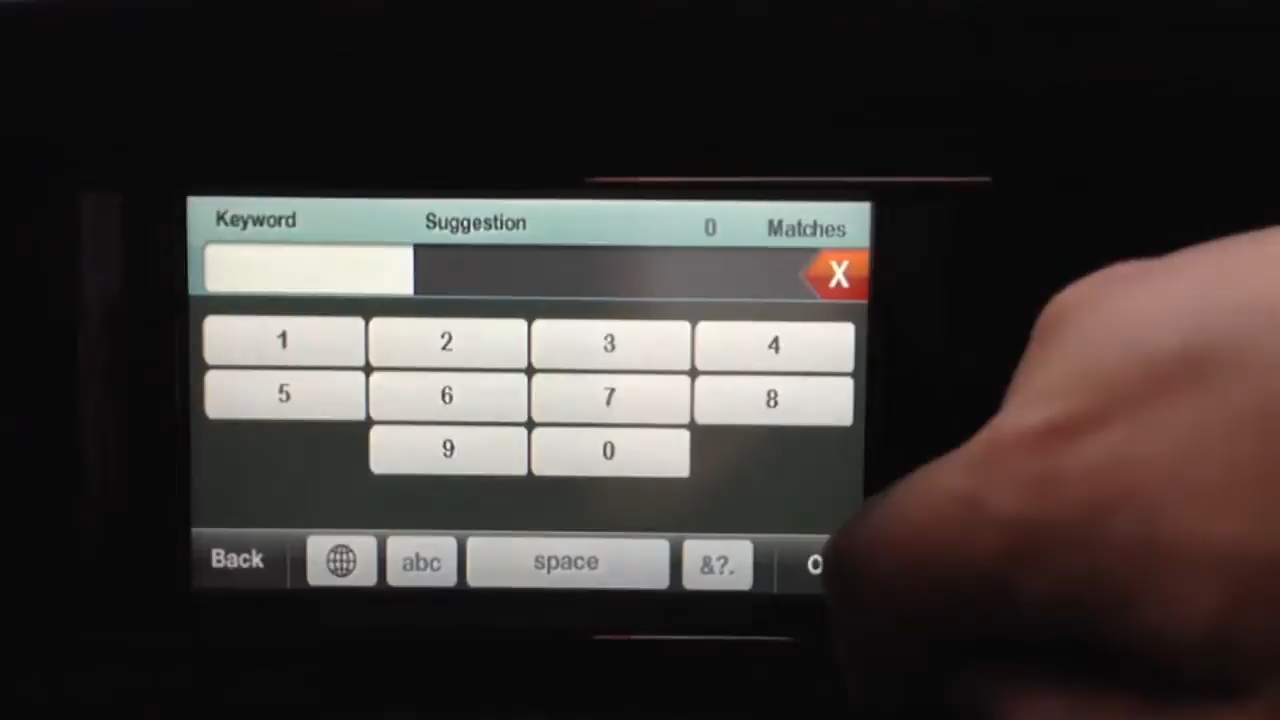 Keyword Suggestion 0 Matches
X
1 2 3 4
5 6 7 8
9 0
Back abc space &?.